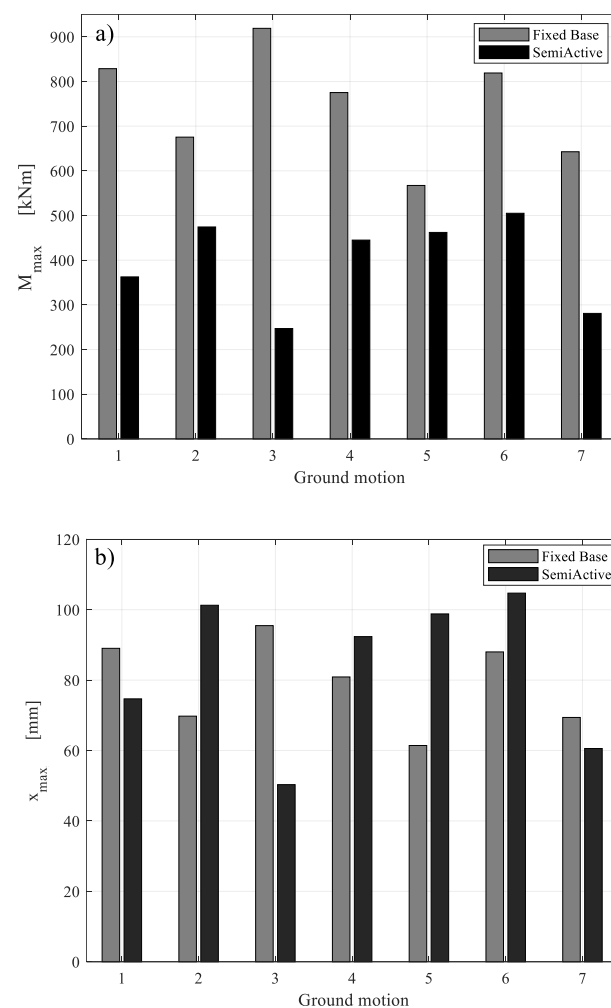 a)
Fixed Base
SemiActive
900
800
700
600
500
400
300
200
100
0
M_max [kNm]
1 2 3 4 5 6 7
Ground motion
b)
Fixed Base
SemiActive
120
100
80
60
40
20
0
x_max [mm]
1 2 3 4 5 6 7
Ground motion